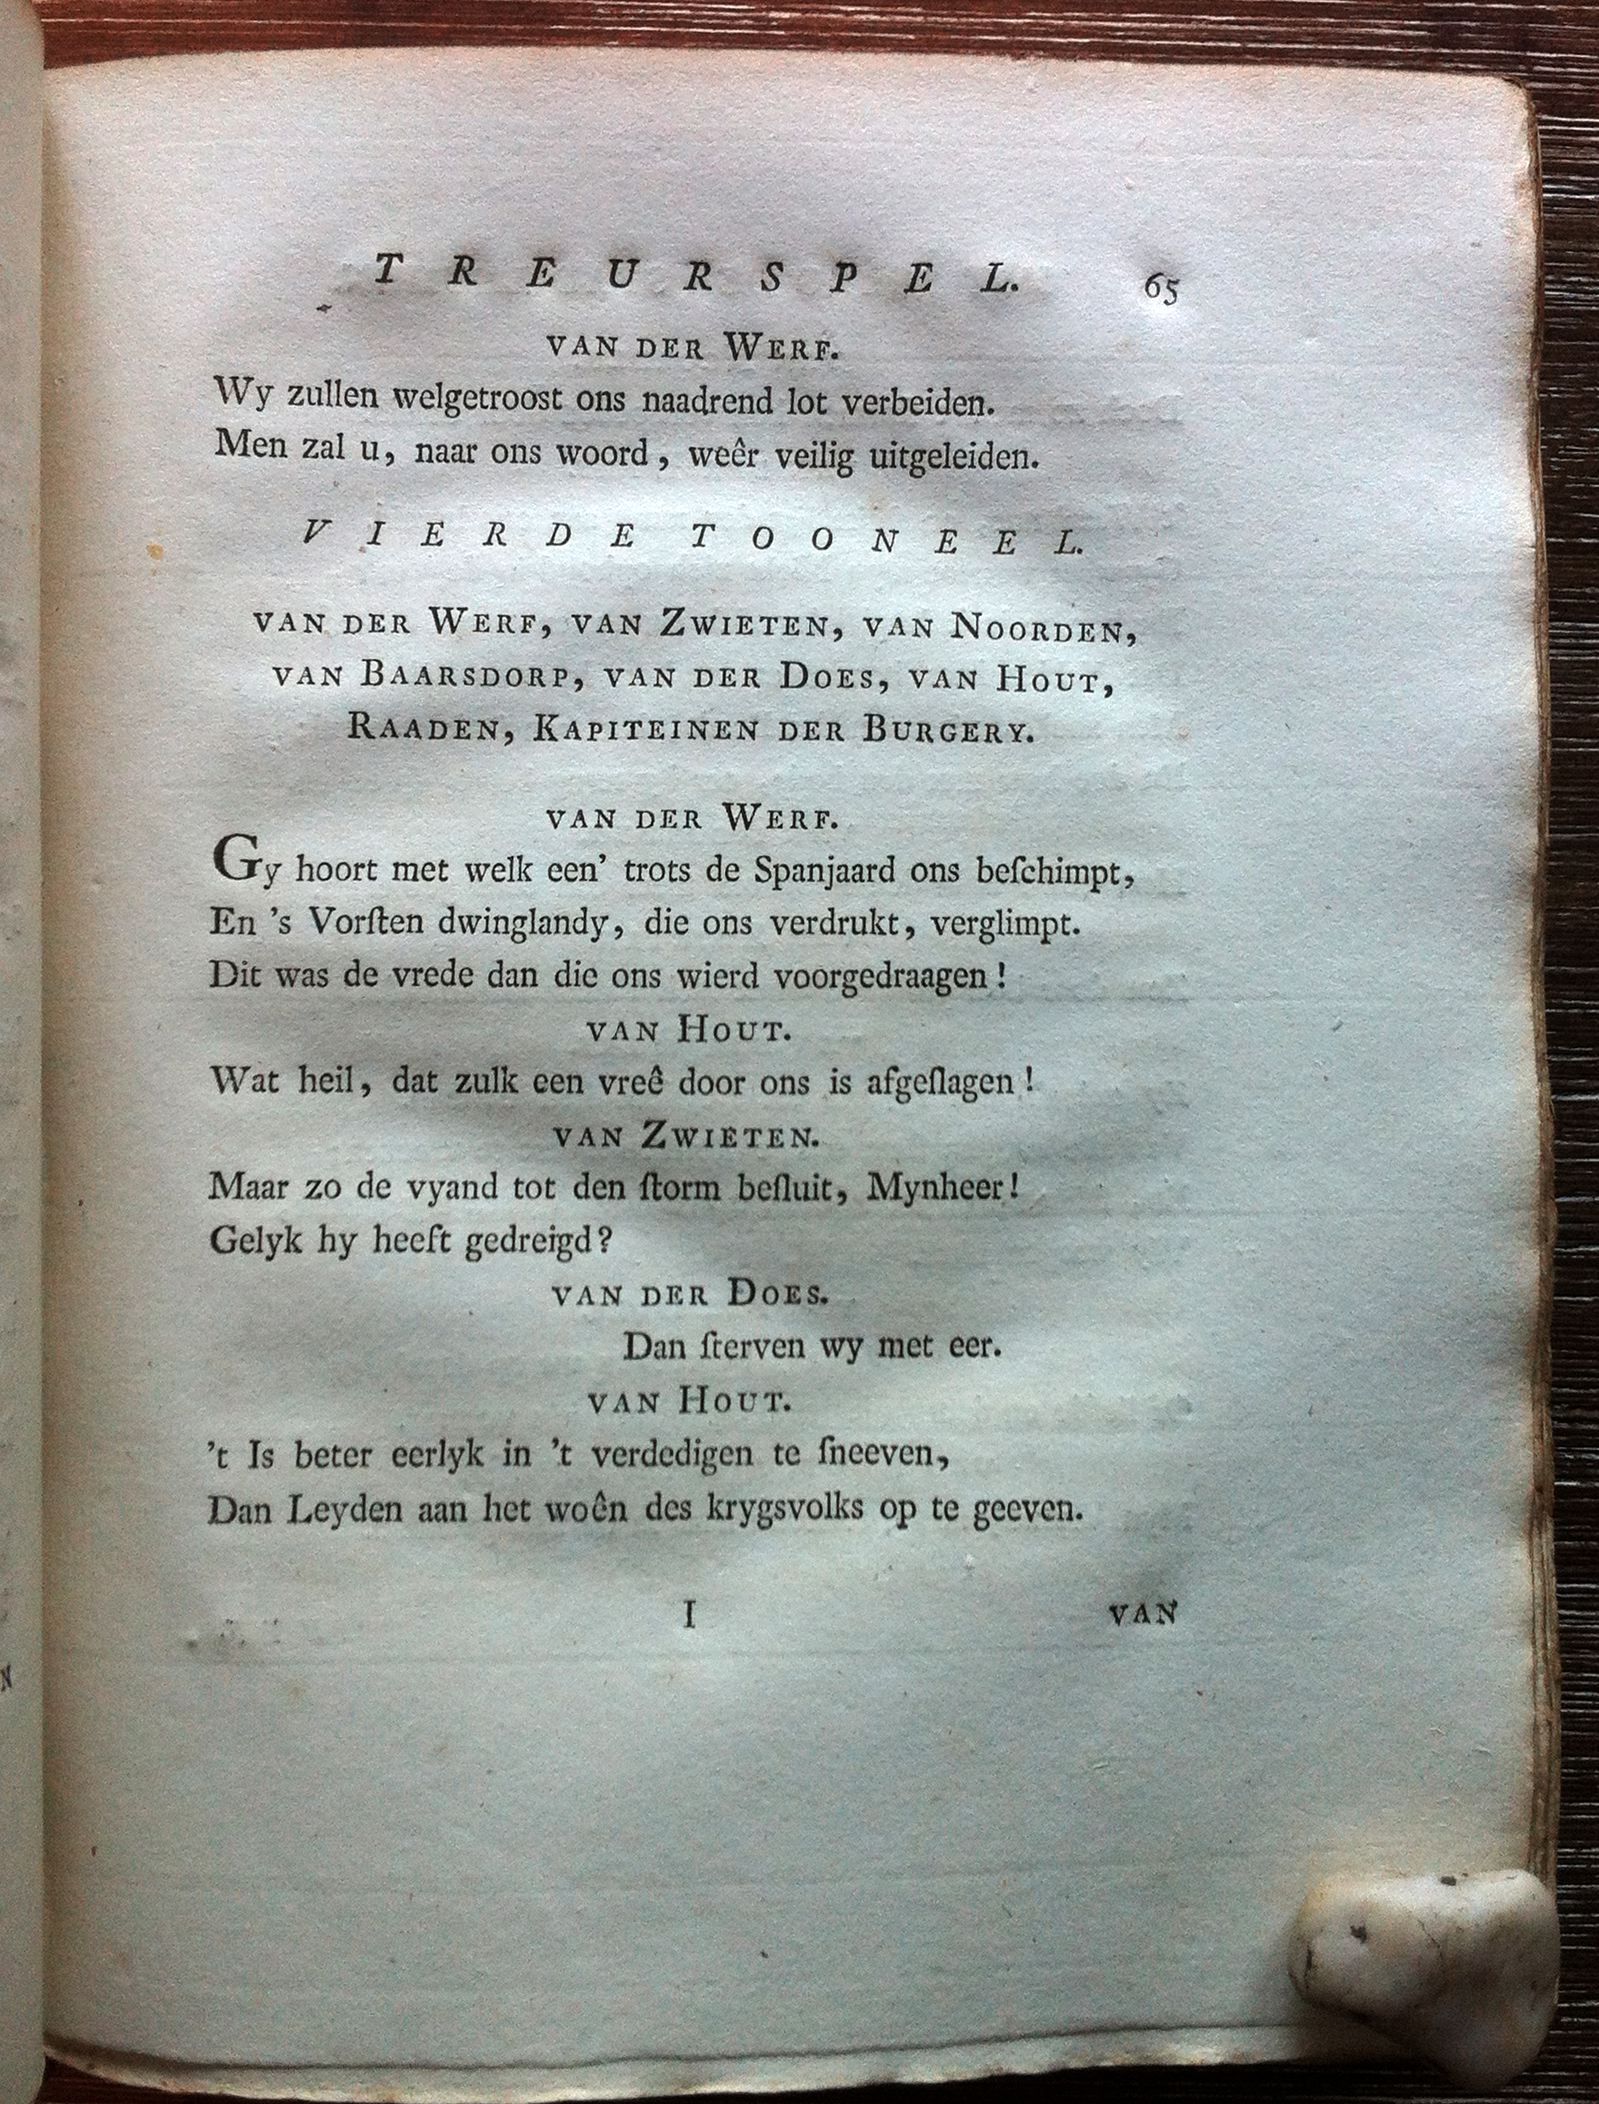 TREURSPEL. 65
VAN DER WERF.
Wy zullen welgetroost ons naadrend lot verbeiden.
Men zal u, naar ons woord, weêr veilig uitgeleiden.
VIERDE TOONEEL.
VAN DER WERF, VAN ZWIETEN, VAN NOORDEN,
VAN BAARSDORP, VAN DER DOES, VAN HOUT,
RAADEN, KAPITEINEN DER BURGERY.
VAN DER WERF.
Gy hoort met welk een' trots de Spanjaard ons beſchimpt,
En 's Vorſten dwinglandy, die ons verdrukt, verglimpt.
Dit was de vrede dan die ons wierd voorgedraagen!
VAN HOUT.
Wat heil, dat zulk een vreê door ons is afgeſlagen!
VAN ZWIETEN.
Maar zo de vyand tot den ſtorm beſluit, Mynheer!
Gelyk hy heeft gedreigd?
VAN DER DOES.
Dan ſterven wy met eer.
VAN HOUT.
't Is beter eerlyk in 't verdedigen te ſneeven,
Dan Leyden aan het woên des krygsvolks op te geeven.
I VAN
N